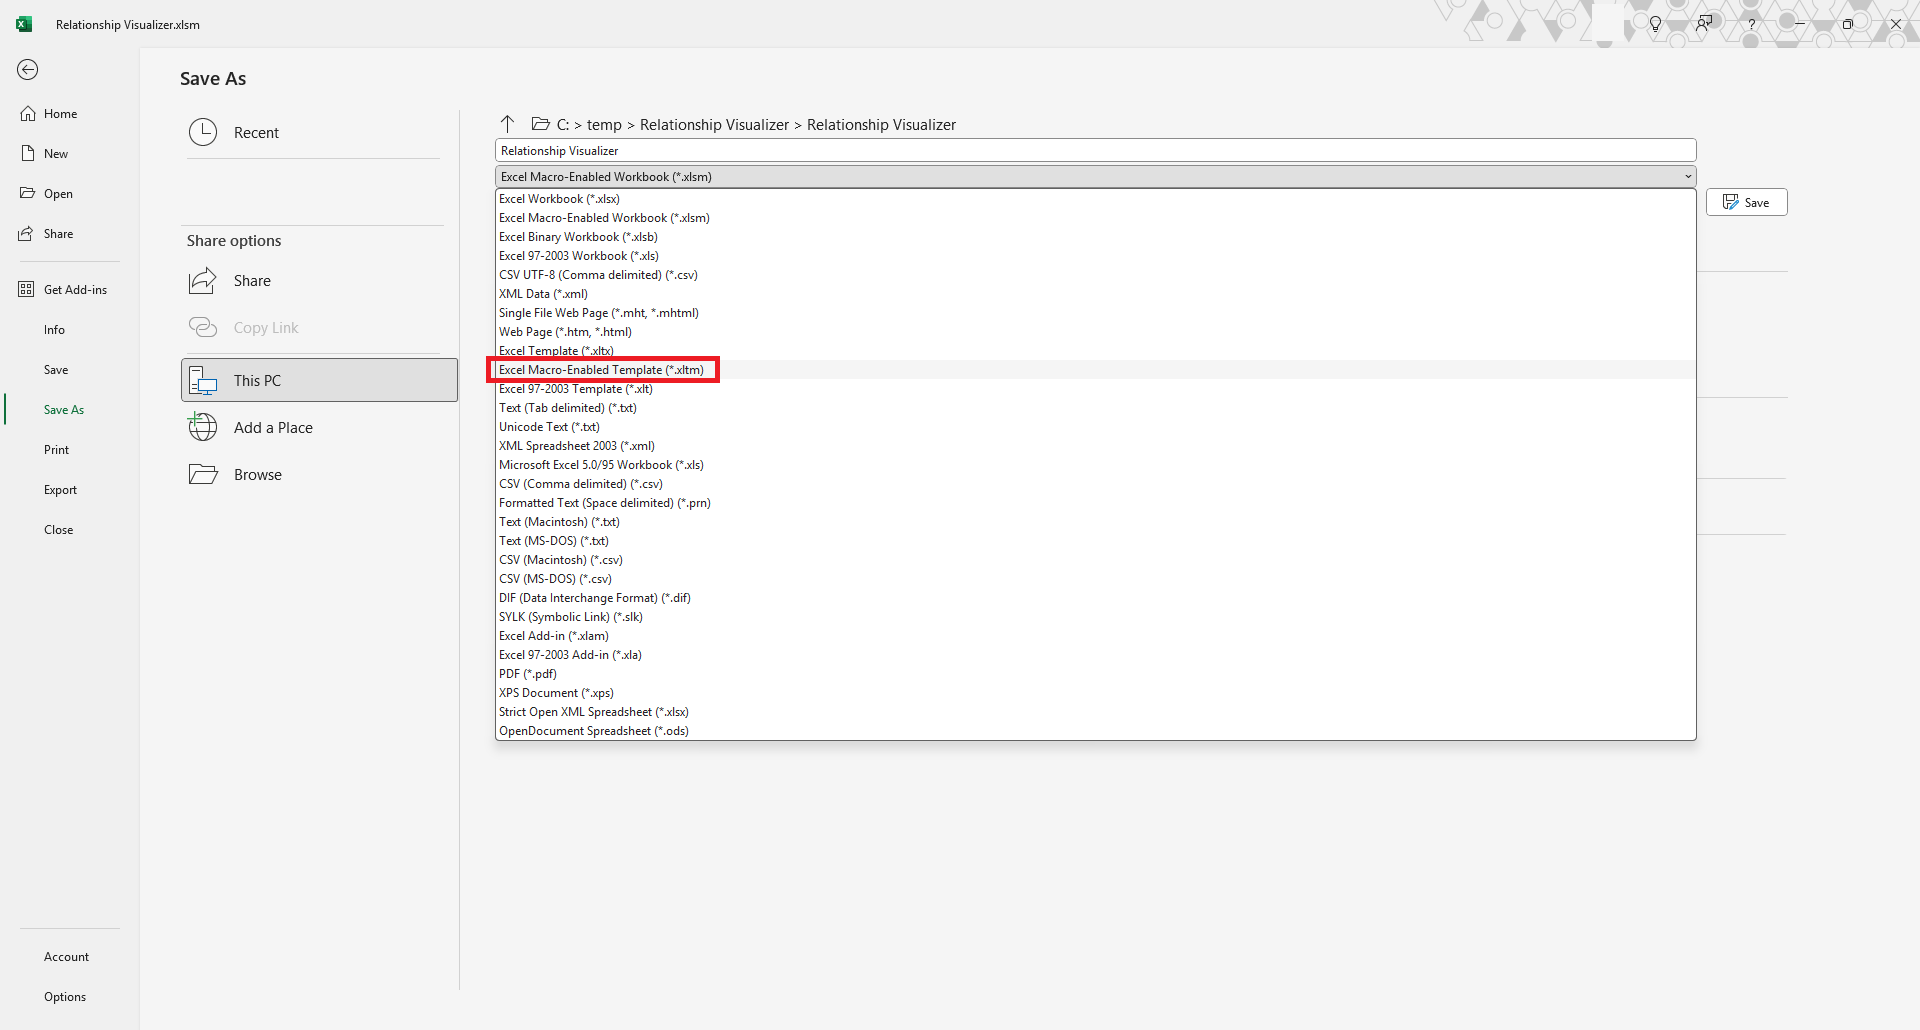 Relationship Visualizer.xlsm
?
Home
New
Open
Share
Get Add-ins
Info
Save
Save As
Print
Export
Close
Account
Options
Save As
Recent
Share options
Share
Copy Link
This PC
Add a Place
Browse
C: > temp > Relationship Visualizer > Relationship Visualizer
Relationship Visualizer
Excel Macro-Enabled Workbook (*.xlsm)
Save
Excel Workbook (*.xlsx)
Excel Macro-Enabled Workbook (*.xlsm)
Excel Binary Workbook (*.xlsb)
Excel 97-2003 Workbook (*.xls)
CSV UTF-8 (Comma delimited) (*.csv)
XML Data (*.xml)
Single File Web Page (*.mht, *.mhtml)
Web Page (*.htm, *.html)
Excel Template (*.xltx)
Excel Macro-Enabled Template (*.xltm)
Excel 97-2003 Template (*.xlt)
Text (Tab delimited) (*.txt)
Unicode Text (*.txt)
XML Spreadsheet 2003 (*.xml)
Microsoft Excel 5.0/95 Workbook (*.xls)
CSV (Comma delimited) (*.csv)
Formatted Text (Space delimited) (*.prn)
Text (Macintosh) (*.txt)
Text (MS-DOS) (*.txt)
CSV (Macintosh) (*.csv)
CSV (MS-DOS) (*.csv)
DIF (Data Interchange Format) (*.dif)
SYLK (Symbolic Link) (*.slk)
Excel Add-in (*.xlam)
Excel 97-2003 Add-in (*.xla)
PDF (*.pdf)
XPS Document (*.xps)
Strict Open XML Spreadsheet (*.xlsx)
OpenDocument Spreadsheet (*.ods)